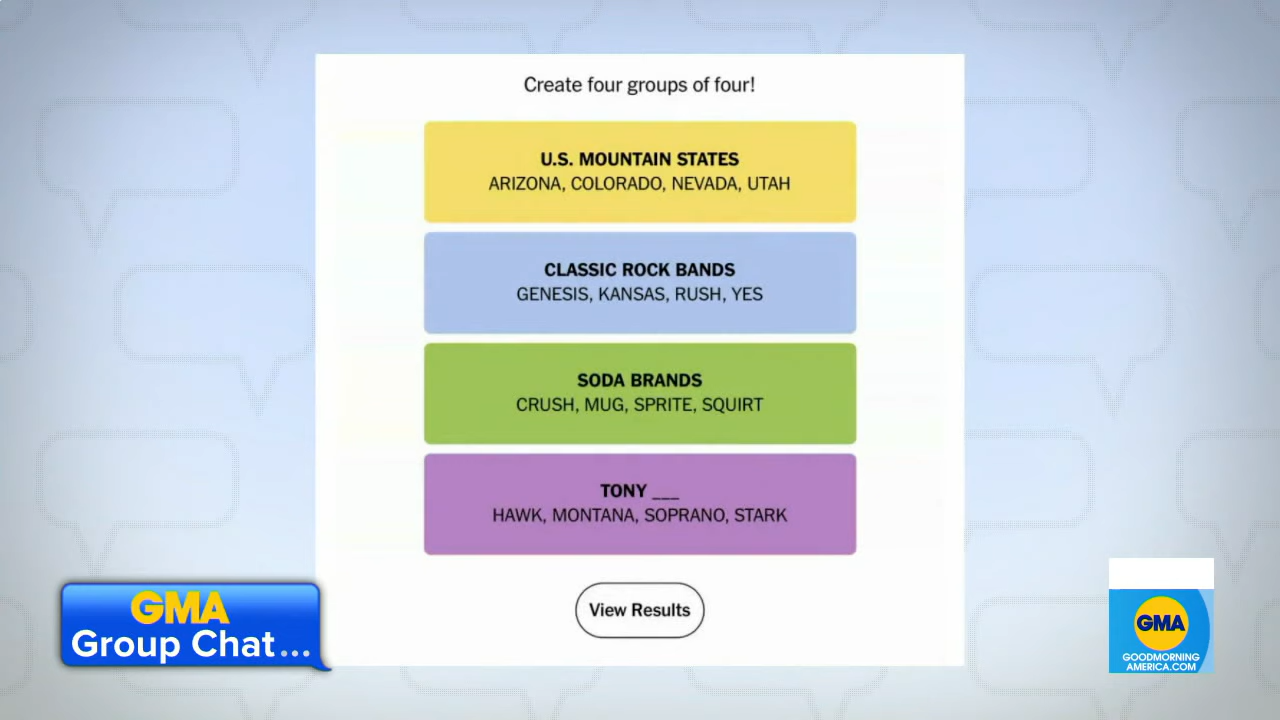 Create four groups of four!
U.S. MOUNTAIN STATES
ARIZONA, COLORADO, NEVADA, UTAH
CLASSIC ROCK BANDS
GENESIS, KANSAS, RUSH, YES
SODA BRANDS
CRUSH, MUG, SPRITE, SQUIRT
TONY ___
HAWK, MONTANA, SOPRANO, STARK
View Results
GMA
Group Chat...
GMA
GOODMORNING
AMERICA.COM